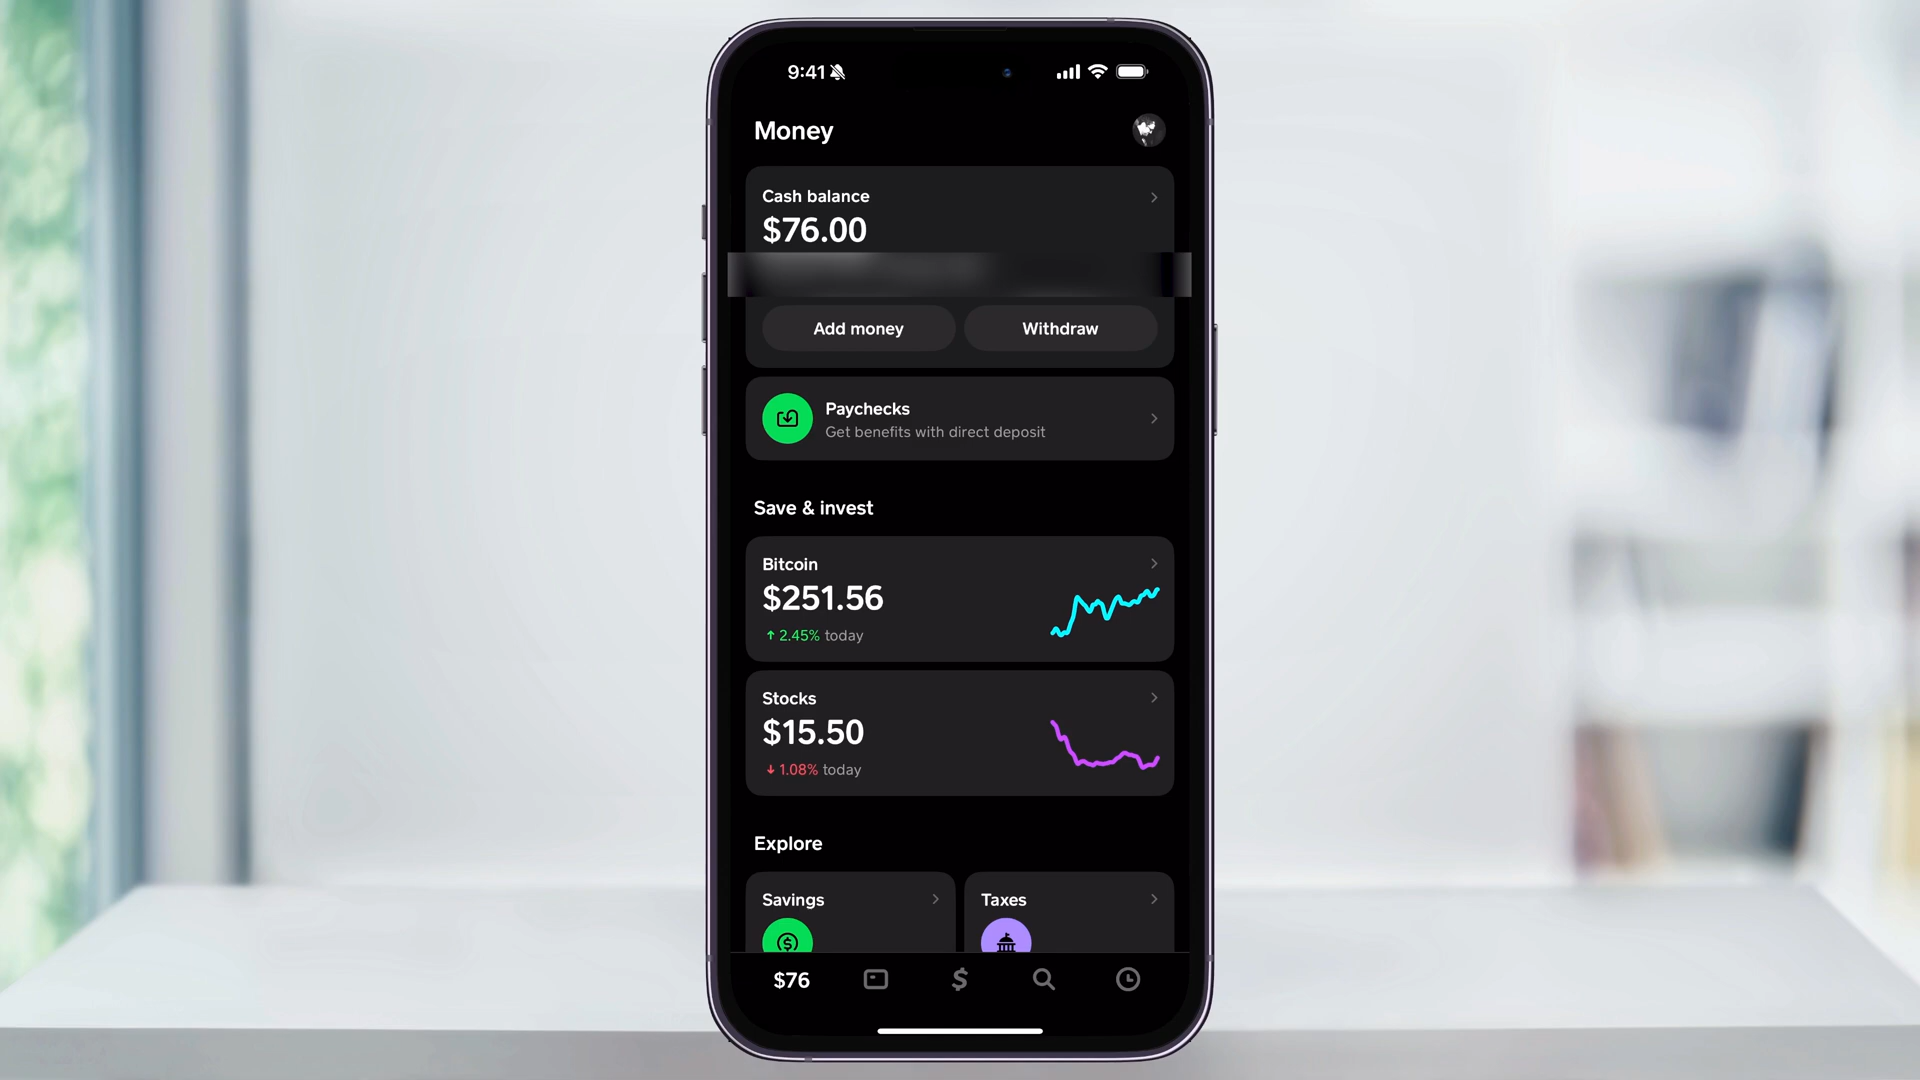 9:41
Money
Cash balance
$76.00
Add money
Withdraw
Paychecks
Get benefits with direct deposit
Save & invest
Bitcoin
$251.56
2.45% today
Stocks
$15.50
1.08% today
Explore
Savings
Taxes
$76